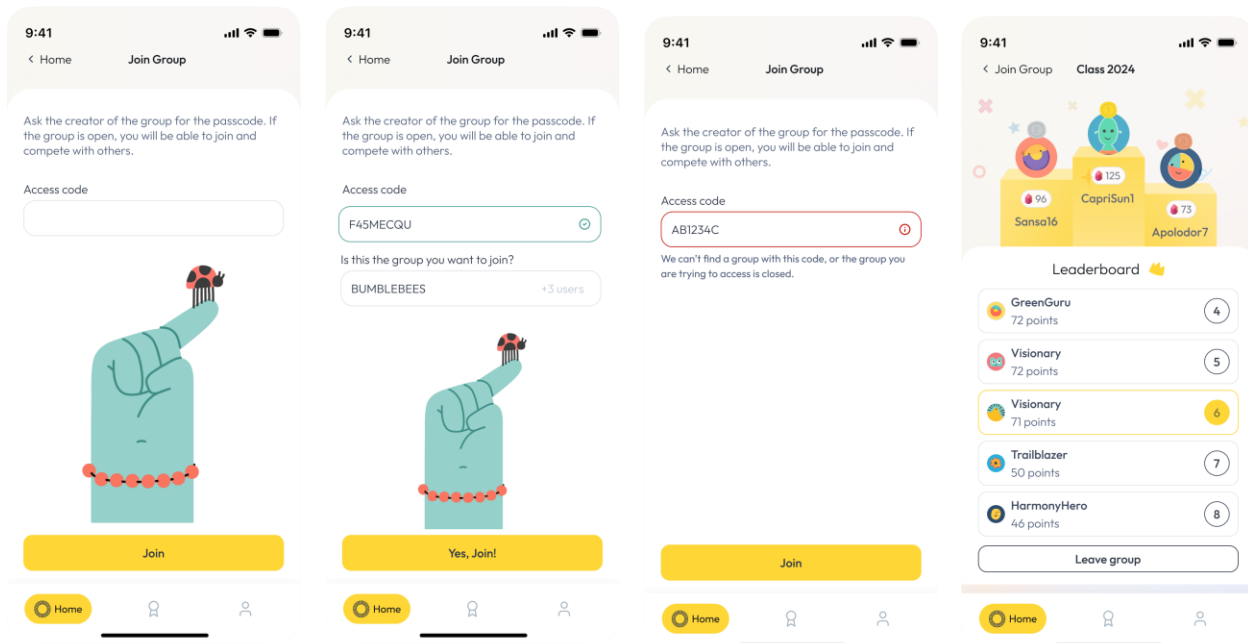 9:41
Home
Join Group
Ask the creator of the group for the passcode. If
the group is open, you will be able to join and
compete with others.
Access code
Join
Home
9:41
Home
Join Group
Ask the creator of the group for the passcode. If
the group is open, you will be able to join and
compete with others.
Access code
F45MECQU
Is this the group you want to join?
BUMBLEBEES +3 users
Yes, Join!
Home
9:41
Home
Join Group
Ask the creator of the group for the passcode. If
the group is open, you will be able to join and
compete with others.
Access code
AB1234C
We can't find a group with this code, or the group you
are trying to access is closed.
Join
Home
9:41
Join Group
Class 2024
125
CapriSun1
96
Sansa16
73
Apolodor7
Leaderboard
GreenGuru
72 points
4
Visionary
72 points
5
Visionary
71 points
6
Trailblazer
50 points
7
HarmonyHero
46 points
8
Leave group
Home